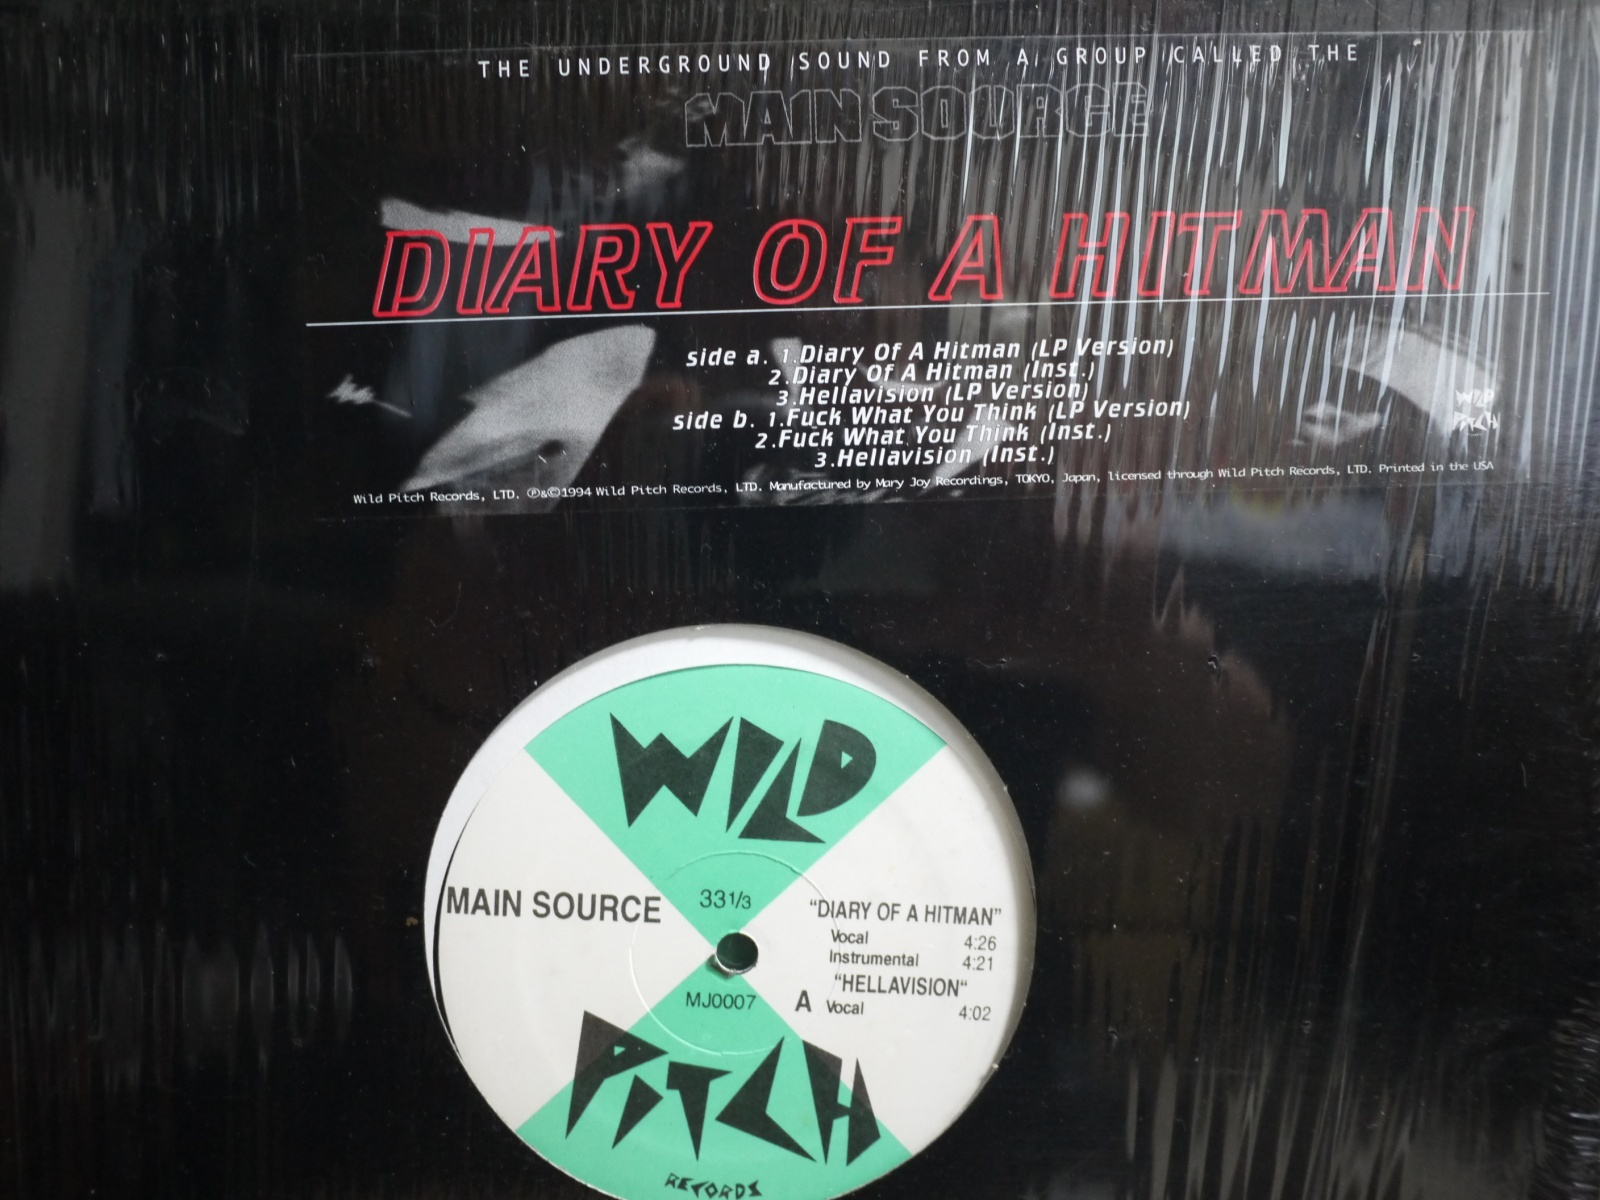 THE UNDERGROUND SOUND FROM A GROUP CALLED THE
MAIN SOURCE
DIARY OF A HITMAN
side a. 1.Diary Of A Hitman (LP Version)
2.Diary Of A Hitman (Inst.)
3.Hellavision (LP Version)
side b. 1.Fuck What You Think (LP Version)
2.Fuck What You Think (Inst.)
3.Hellavision (Inst.)
WILD
PITCH
Wild Pitch Records, LTD. ℗&©1994 Wild Pitch Records, LTD. Manufactured by Mary Joy Recordings, TOKYO, Japan, licensed through Wild Pitch Records, LTD. Printed in the USA
WILD
MAIN SOURCE
33 1/3
"DIARY OF A HITMAN"
Vocal 4:26
Instrumental 4:21
"HELLAVISION"
Vocal 4:02
MJ0007
A
PiTCH
RECORDS